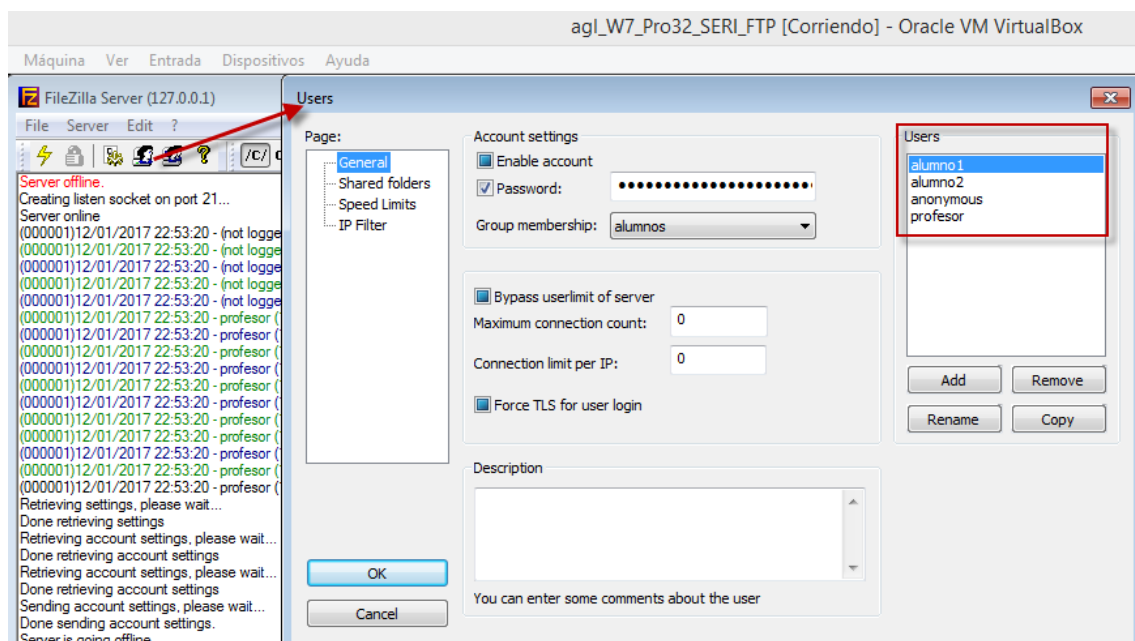 agl_W7_Pro32_SERI_FTP [Corriendo] - Oracle VM VirtualBox
Máquina Ver Entrada Dispositivos Ayuda
FileZilla Server (127.0.0.1)
File Server Edit ?
/C/
Server offline.
Creating listen socket on port 21...
Server online
(000001)12/01/2017 22:53:20 - (not logge
(000001)12/01/2017 22:53:20 - (not logge
(000001)12/01/2017 22:53:20 - (not logge
(000001)12/01/2017 22:53:20 - (not logge
(000001)12/01/2017 22:53:20 - (not logge
(000001)12/01/2017 22:53:20 - profesor (
(000001)12/01/2017 22:53:20 - profesor (
(000001)12/01/2017 22:53:20 - profesor (
(000001)12/01/2017 22:53:20 - profesor (
(000001)12/01/2017 22:53:20 - profesor (
(000001)12/01/2017 22:53:20 - profesor (
(000001)12/01/2017 22:53:20 - profesor (
(000001)12/01/2017 22:53:20 - profesor (
(000001)12/01/2017 22:53:20 - profesor (
(000001)12/01/2017 22:53:20 - profesor (
(000001)12/01/2017 22:53:20 - profesor (
Retrieving settings, please wait...
Done retrieving settings
Retrieving account settings, please wait...
Done retrieving account settings
Retrieving account settings, please wait...
Done retrieving account settings
Sending account settings, please wait...
Done sending account settings.
Server is going offline
Users
Page:
General
Shared folders
Speed Limits
IP Filter
OK
Cancel
Account settings
Enable account
Password:
Group membership: alumnos
Bypass userlimit of server
Maximum connection count: 0
Connection limit per IP: 0
Force TLS for user login
Description
You can enter some comments about the user
Users
alumno1
alumno2
anonymous
profesor
Add Remove
Rename Copy